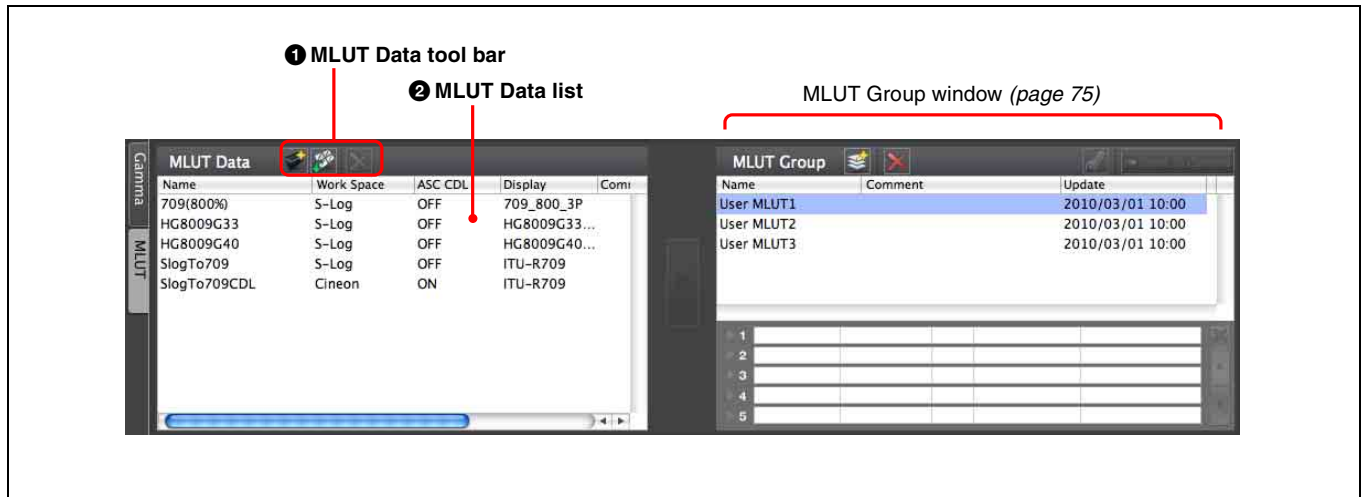 ❶ MLUT Data tool bar
❷ MLUT Data list
MLUT Group window (page 75)
Gamma
MLUT
MLUT Data
Name Work Space ASC CDL Display
709(800%) S-Log OFF 709_800_3P
HG8009G33 S-Log OFF HG8009G33...
HG8009G40 S-Log OFF HG8009G40...
SlogTo709 S-Log OFF ITU-R709
SlogTo709CDL Cineon ON ITU-R709
MLUT Group
Name Comment Update
User MLUT1 2010/03/01 10:00
User MLUT2 2010/03/01 10:00
User MLUT3 2010/03/01 10:00
1
2
3
4
5